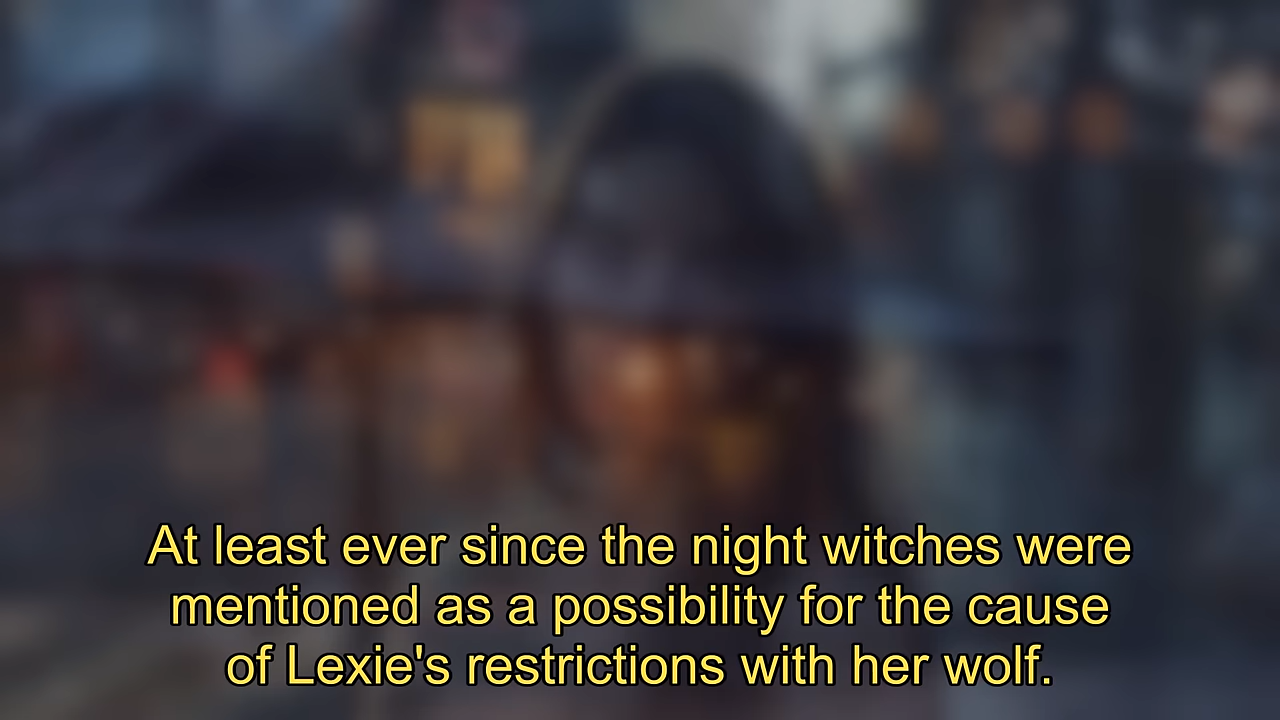 At least ever since the night witches were
mentioned as a possibility for the cause
of Lexie's restrictions with her wolf.